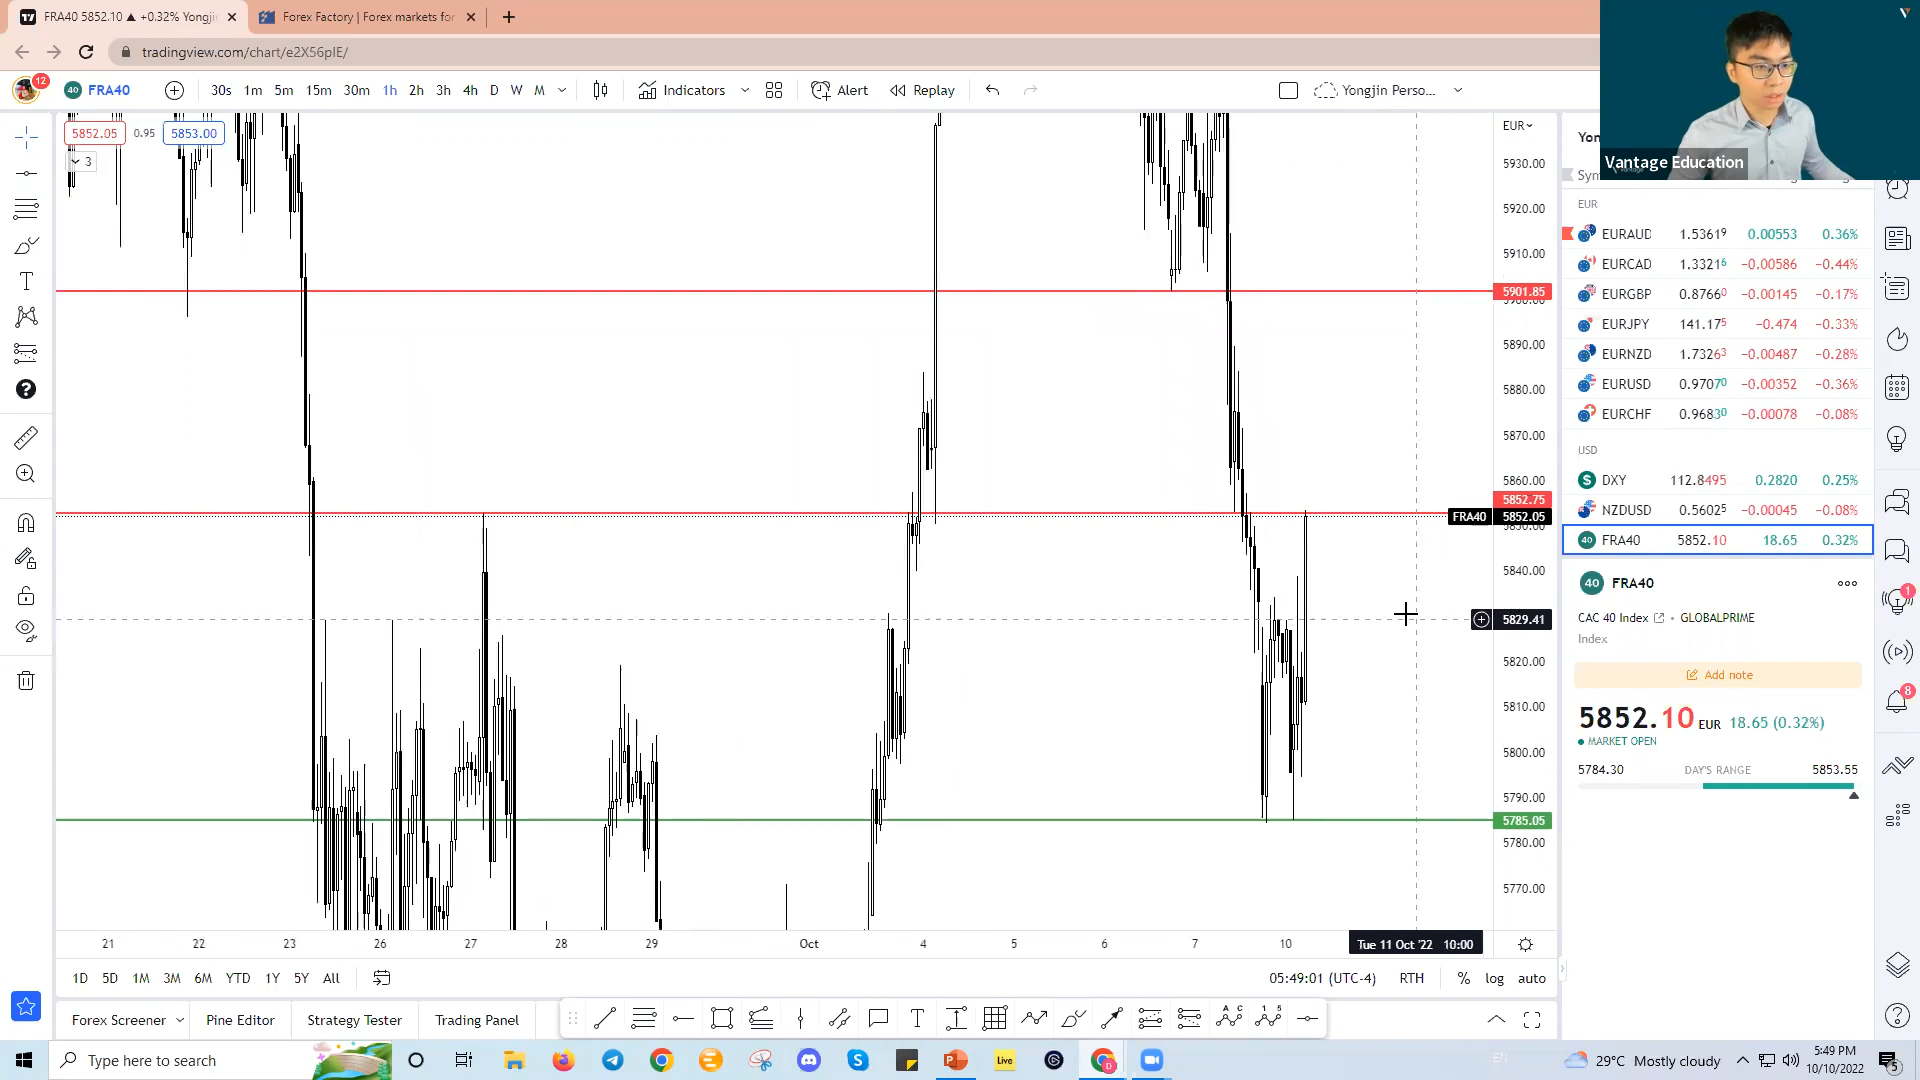 FRA40 5852.10 ▲ +0.32% Yongji
Forex Factory | Forex markets for
tradingview.com/chart/e2X56pIE/
12
FRA40
30s 1m 5m 15m 30m 1h 2h 3h 4h D W M
Indicators
Alert
Replay
Yongjin Perso...
5852.05 0.95 5853.00
3
EUR
5930.00
5920.00
5910.00
5901.85
5890.00
5880.00
5870.00
5860.00
5852.75
FRA40 5852.05
5840.00
5829.41
5820.00
5810.00
5800.00
5790.00
5785.05
5780.00
5770.00
21 22 23 26 27 28 29 Oct 4 5 6 7 10
Tue 11 Oct '22 10:00
1D 5D 1M 3M 6M YTD 1Y 5Y All
05:49:01 (UTC-4) RTH % log auto
Forex Screener Pine Editor Strategy Tester Trading Panel
Vantage Education
Yon
Sym
EUR
EURAUD 1.53619 0.00553 0.36%
EURCAD 1.33216 −0.00586 −0.44%
EURGBP 0.87660 −0.00145 −0.17%
EURJPY 141.175 −0.474 −0.33%
EURNZD 1.73263 −0.00487 −0.28%
EURUSD 0.97070 −0.00352 −0.36%
EURCHF 0.96830 −0.00078 −0.08%
USD
DXY 112.8495 0.2820 0.25%
NZDUSD 0.56025 −0.00045 −0.08%
FRA40 5852.10 18.65 0.32%
40 FRA40
CAC 40 Index • GLOBALPRIME
Index
Add note
5852.10 EUR 18.65 (0.32%)
MARKET OPEN
5784.30 DAY'S RANGE 5853.55
1
8
Type here to search
Live
29°C Mostly cloudy
5:49 PM
10/10/2022
5